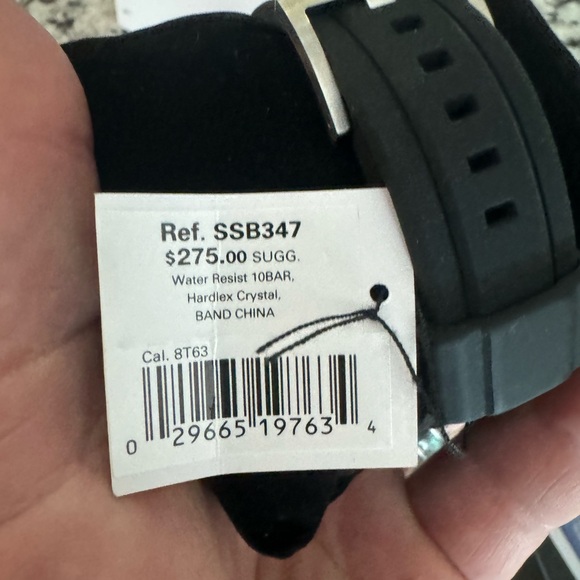 Ref. SSB347
$275.00 SUGG.
Water Resist 10BAR,
Hardlex Crystal,
BAND CHINA
Cal. 8T63
0 29665 19763 4